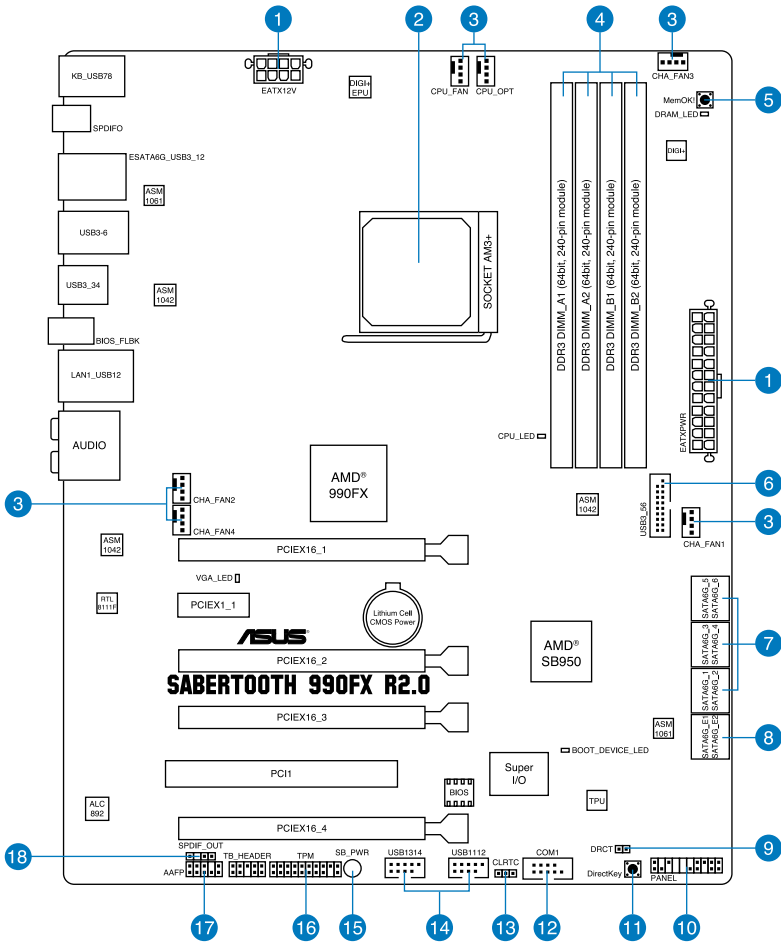 1
2
3
4
3
KB_USB78
EATX12V
DIGI+
EPU
CPU_FAN
CPU_OPT
CHA_FAN3
MemOK!
5
DRAM_LED
SPDIFO
DIGI+
ESATA6G_USB3_12
ASM
1061
USB3-6
SOCKET AM3+
DDR3 DIMM_A1 (64bit, 240-pin module)
DDR3 DIMM_A2 (64bit, 240-pin module)
DDR3 DIMM_B1 (64bit, 240-pin module)
DDR3 DIMM_B2 (64bit, 240-pin module)
USB3_34
ASM
1042
BIOS_FLBK
LAN1_USB12
1
EATXPWR
AUDIO
CPU_LED
AMD®
990FX
3
CHA_FAN2
CHA_FAN4
ASM
1042
USB3_56
6
3
CHA_FAN1
ASM
1042
PCIEX16_1
VGA_LED
RTL
8111F
PCIEX1_1
Lithium Cell
CMOS Power
SATA6G_5
SATA6G_6
SATA6G_3
SATA6G_4
7
SATA6G_1
SATA6G_2
ASUS
AMD®
SB950
PCIEX16_2
SABERTOOTH 990FX R2.0
PCIEX16_3
ASM
1061
SATA6G_E1
SATA6G_E2
8
BOOT_DEVICE_LED
PCI1
Super
I/O
BIOS
TPU
ALC
892
PCIEX16_4
SPDIF_OUT
18
AAFP
TB_HEADER
TPM
SB_PWR
USB1314
USB1112
CLRTC
COM1
DRCT
9
DirectKey
PANEL
17
16
15
14
13
12
11
10